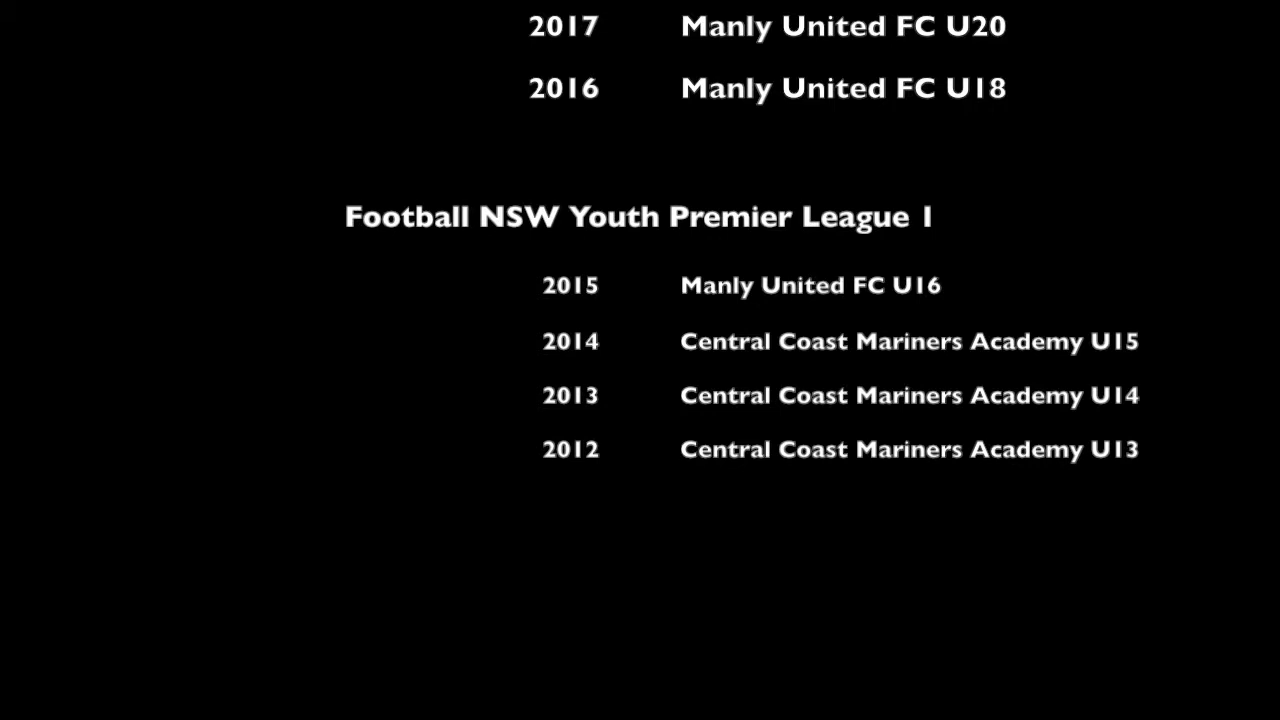 2017 Manly United FC U20
2016 Manly United FC U18
Football NSW Youth Premier League 1
2015 Manly United FC U16
2014 Central Coast Mariners Academy U15
2013 Central Coast Mariners Academy U14
2012 Central Coast Mariners Academy U13